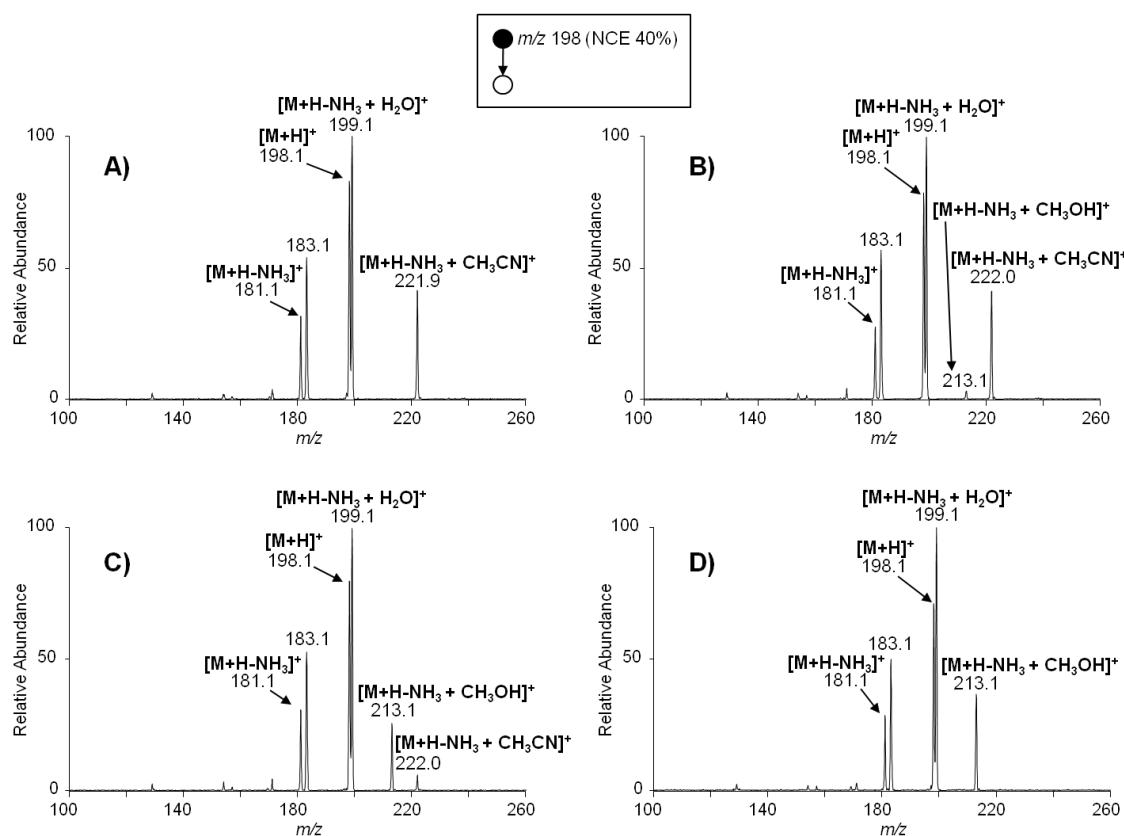 m/z 198 (NCE 40%)
A)
[M+H-NH₃ + H₂O]⁺
199.1
[M+H]⁺
198.1
183.1
[M+H-NH₃]⁺
181.1
[M+H-NH₃ + CH₃CN]⁺
221.9
Relative Abundance
100
50
0
100 140 180 220 260
m/z
B)
[M+H-NH₃ + H₂O]⁺
199.1
[M+H]⁺
198.1
[M+H-NH₃ + CH₃OH]⁺
183.1
[M+H-NH₃]⁺
181.1
[M+H-NH₃ + CH₃CN]⁺
222.0
213.1
Relative Abundance
100
50
0
100 140 180 220 260
m/z
C)
[M+H-NH₃ + H₂O]⁺
199.1
[M+H]⁺
198.1
183.1
[M+H-NH₃]⁺
181.1
[M+H-NH₃ + CH₃OH]⁺
213.1
[M+H-NH₃ + CH₃CN]⁺
222.0
Relative Abundance
100
50
0
100 140 180 220 260
m/z
D)
[M+H-NH₃ + H₂O]⁺
199.1
[M+H]⁺
198.1
183.1
[M+H-NH₃]⁺
181.1
[M+H-NH₃ + CH₃OH]⁺
213.1
Relative Abundance
100
50
0
100 140 180 220 260
m/z